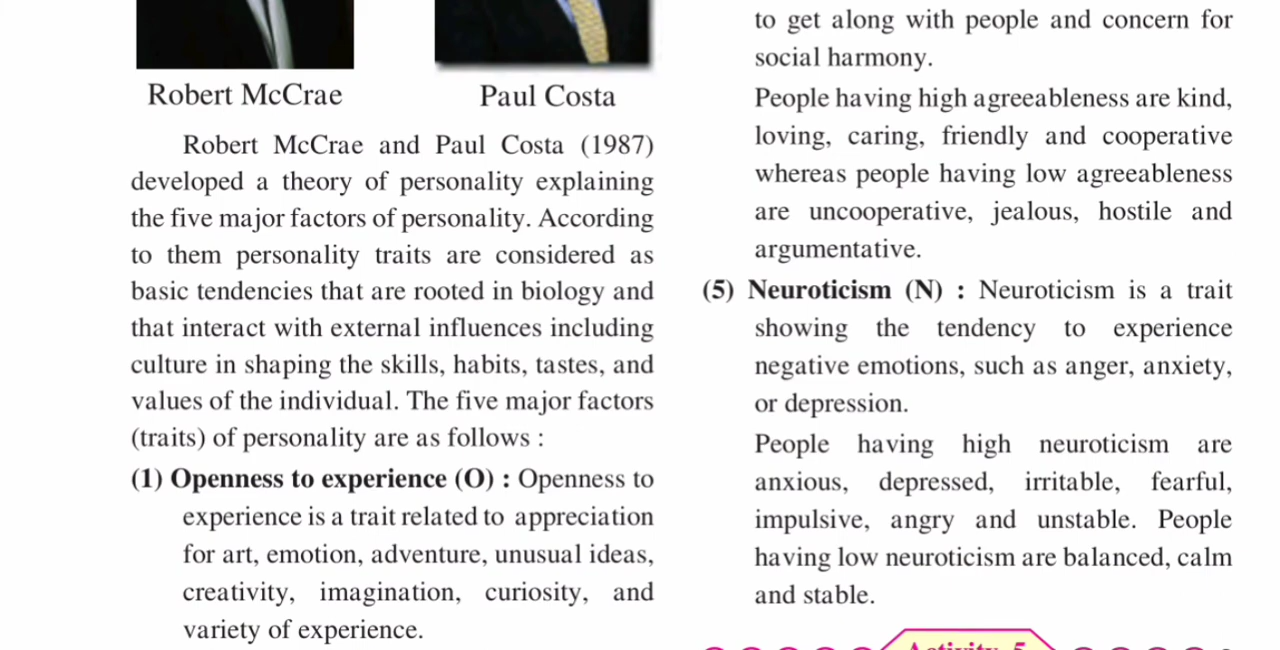 Robert McCrae
Paul Costa
Robert McCrae and Paul Costa (1987)
developed a theory of personality explaining
the five major factors of personality. According
to them personality traits are considered as
basic tendencies that are rooted in biology and
that interact with external influences including
culture in shaping the skills, habits, tastes, and
values of the individual. The five major factors
(traits) of personality are as follows :
(1) Openness to experience (O) : Openness to
experience is a trait related to appreciation
for art, emotion, adventure, unusual ideas,
creativity, imagination, curiosity, and
variety of experience.
to get along with people and concern for
social harmony.
People having high agreeableness are kind,
loving, caring, friendly and cooperative
whereas people having low agreeableness
are uncooperative, jealous, hostile and
argumentative.
(5) Neuroticism (N) : Neuroticism is a trait
showing the tendency to experience
negative emotions, such as anger, anxiety,
or depression.
People having high neuroticism are
anxious, depressed, irritable, fearful,
impulsive, angry and unstable. People
having low neuroticism are balanced, calm
and stable.
Activity 5